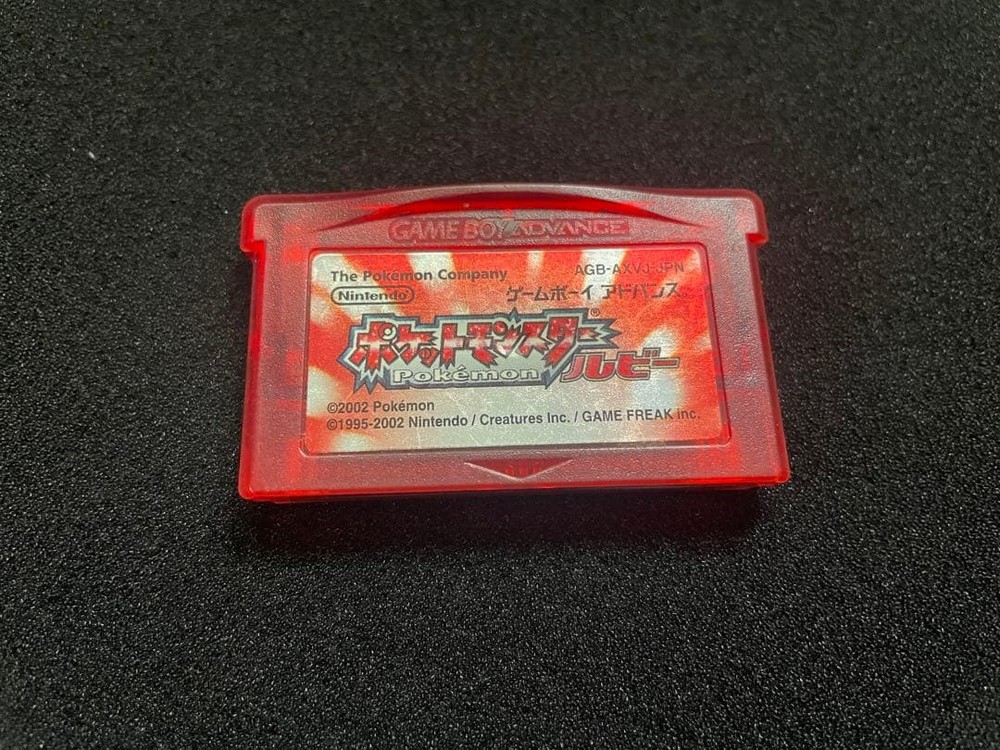 GAME BOY ADVANCE
The Pokémon Company
AGB-AXVJ-JPN
Nintendo
ゲームボーイ アドバンス
ポケットモンスター®
Pokémon
ルビー
©2002 Pokémon
©1995-2002 Nintendo / Creatures Inc. / GAME FREAK inc.